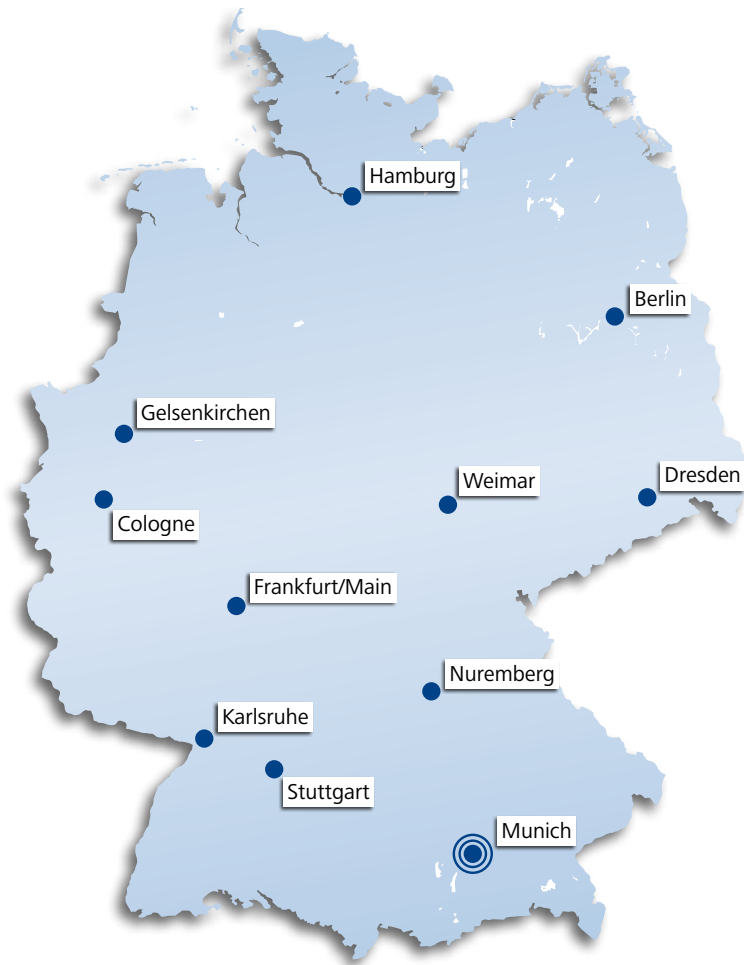 Hamburg
Berlin
Gelsenkirchen
Weimar
Dresden
Cologne
Frankfurt/Main
Nuremberg
Karlsruhe
Stuttgart
Munich